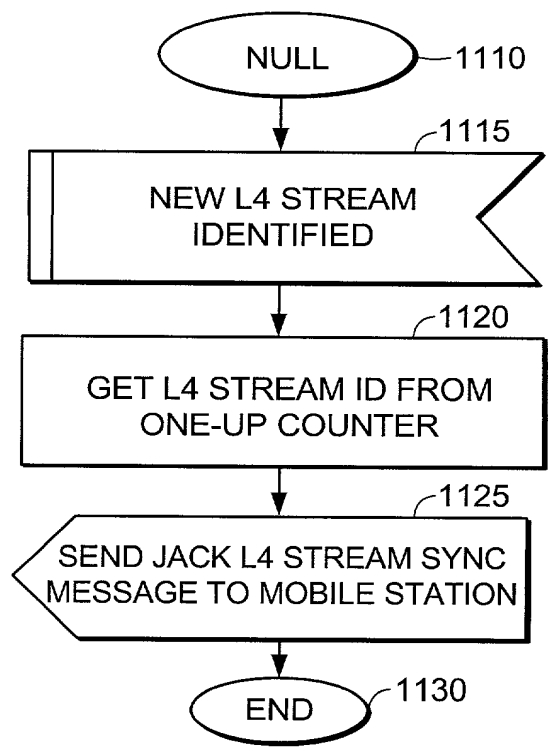 NULL
1110
1115
NEW L4 STREAM
IDENTIFIED
1120
GET L4 STREAM ID FROM
ONE-UP COUNTER
1125
SEND JACK L4 STREAM SYNC
MESSAGE TO MOBILE STATION
1130
END